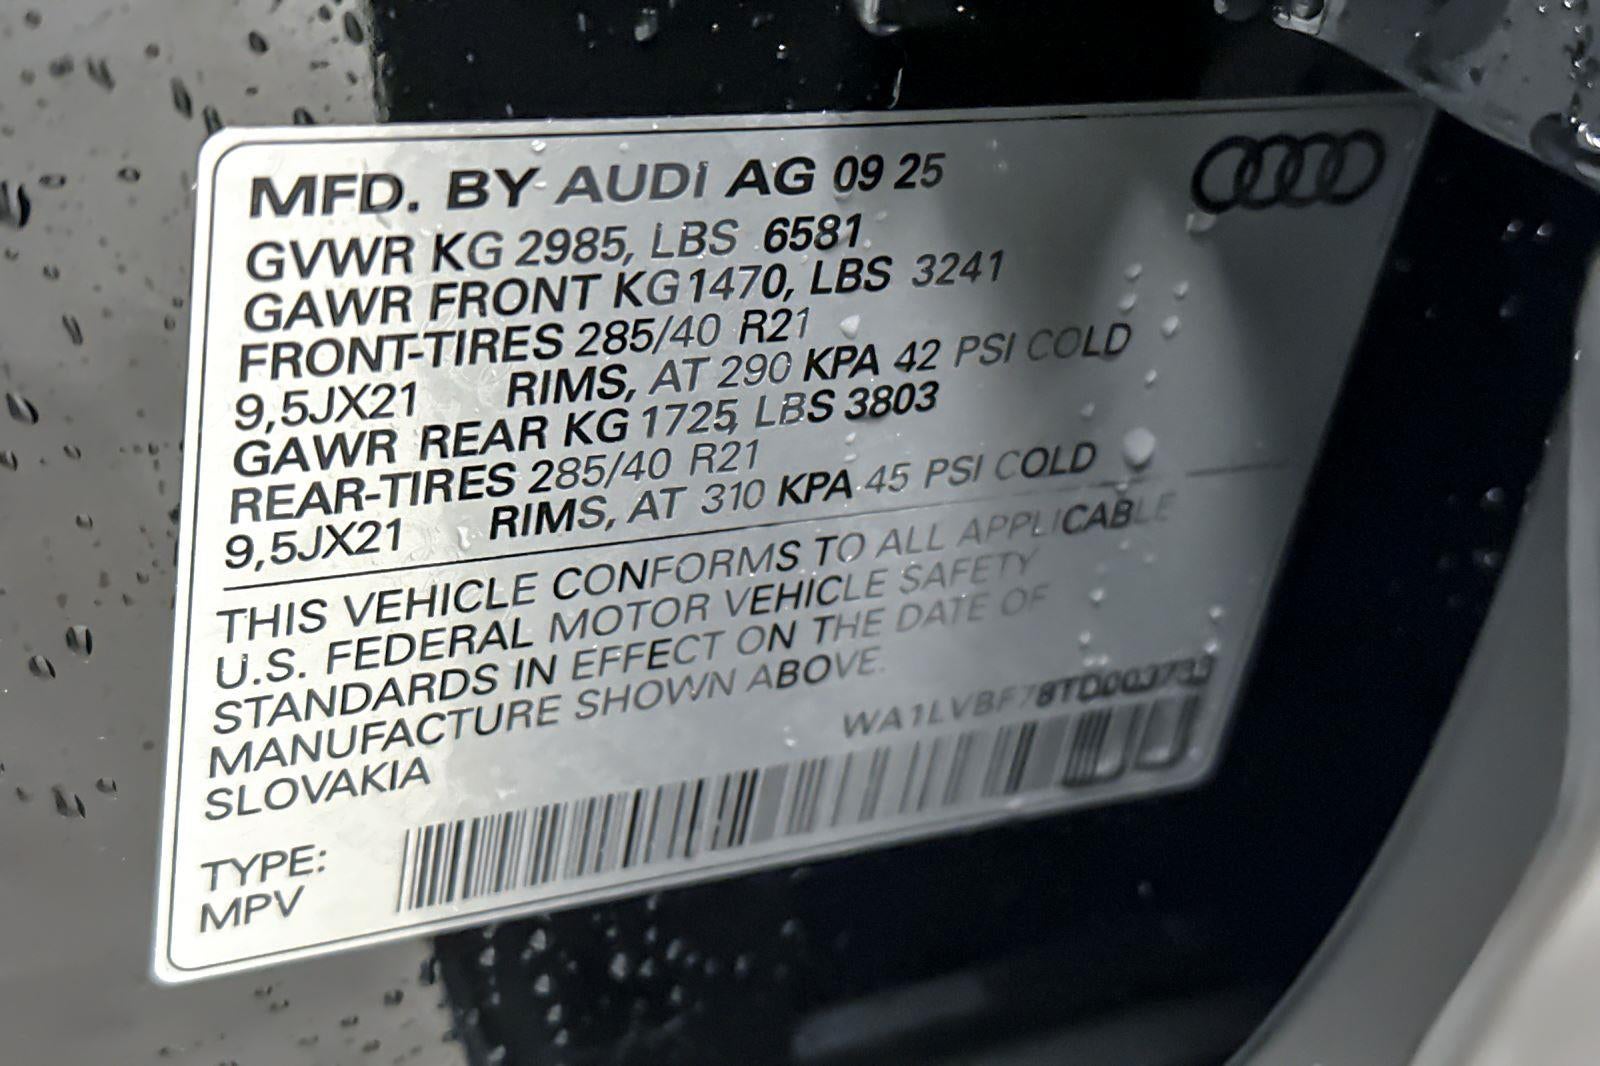 MFD. BY AUDI AG 09 25
GVWR KG 2985, LBS 6581
GAWR FRONT KG 1470, LBS 3241
FRONT-TIRES 285/40 R21
9,5JX21 RIMS, AT 290 KPA 42 PSI COLD
GAWR REAR KG 1725, LBS 3803
REAR-TIRES 285/40 R21
9,5JX21 RIMS, AT 310 KPA 45 PSI COLD
THIS VEHICLE CONFORMS TO ALL APPLICABLE
U.S. FEDERAL MOTOR VEHICLE SAFETY
STANDARDS IN EFFECT ON THE DATE OF
MANUFACTURE SHOWN ABOVE.
SLOVAKIA
TYPE:
MPV